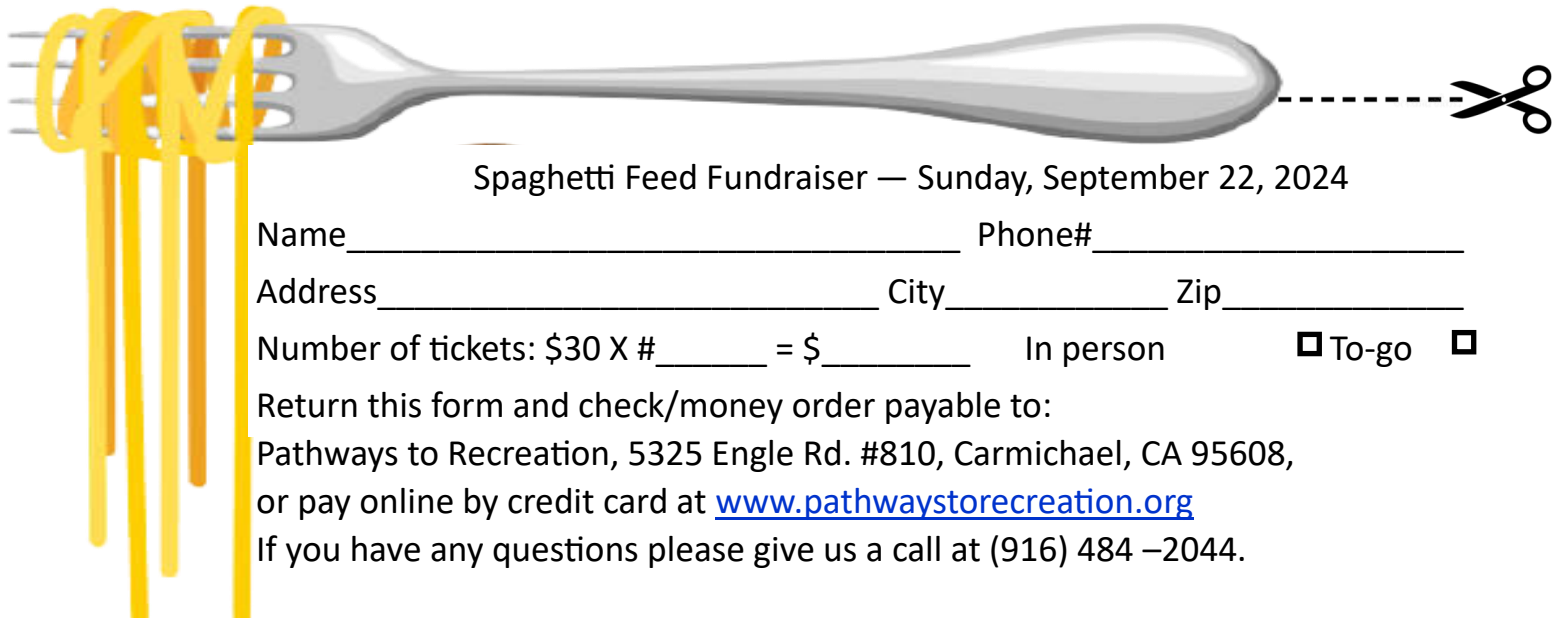 Spaghetti Feed Fundraiser — Sunday, September 22, 2024
Name_________________________________ Phone#____________________
Address___________________________ City____________ Zip_____________
Number of tickets: $30 X #______ = $________ In person ☐ To-go ☐
Return this form and check/money order payable to:
Pathways to Recreation, 5325 Engle Rd. #810, Carmichael, CA 95608,
or pay online by credit card at www.pathwaystorecreation.org
If you have any questions please give us a call at (916) 484 –2044.